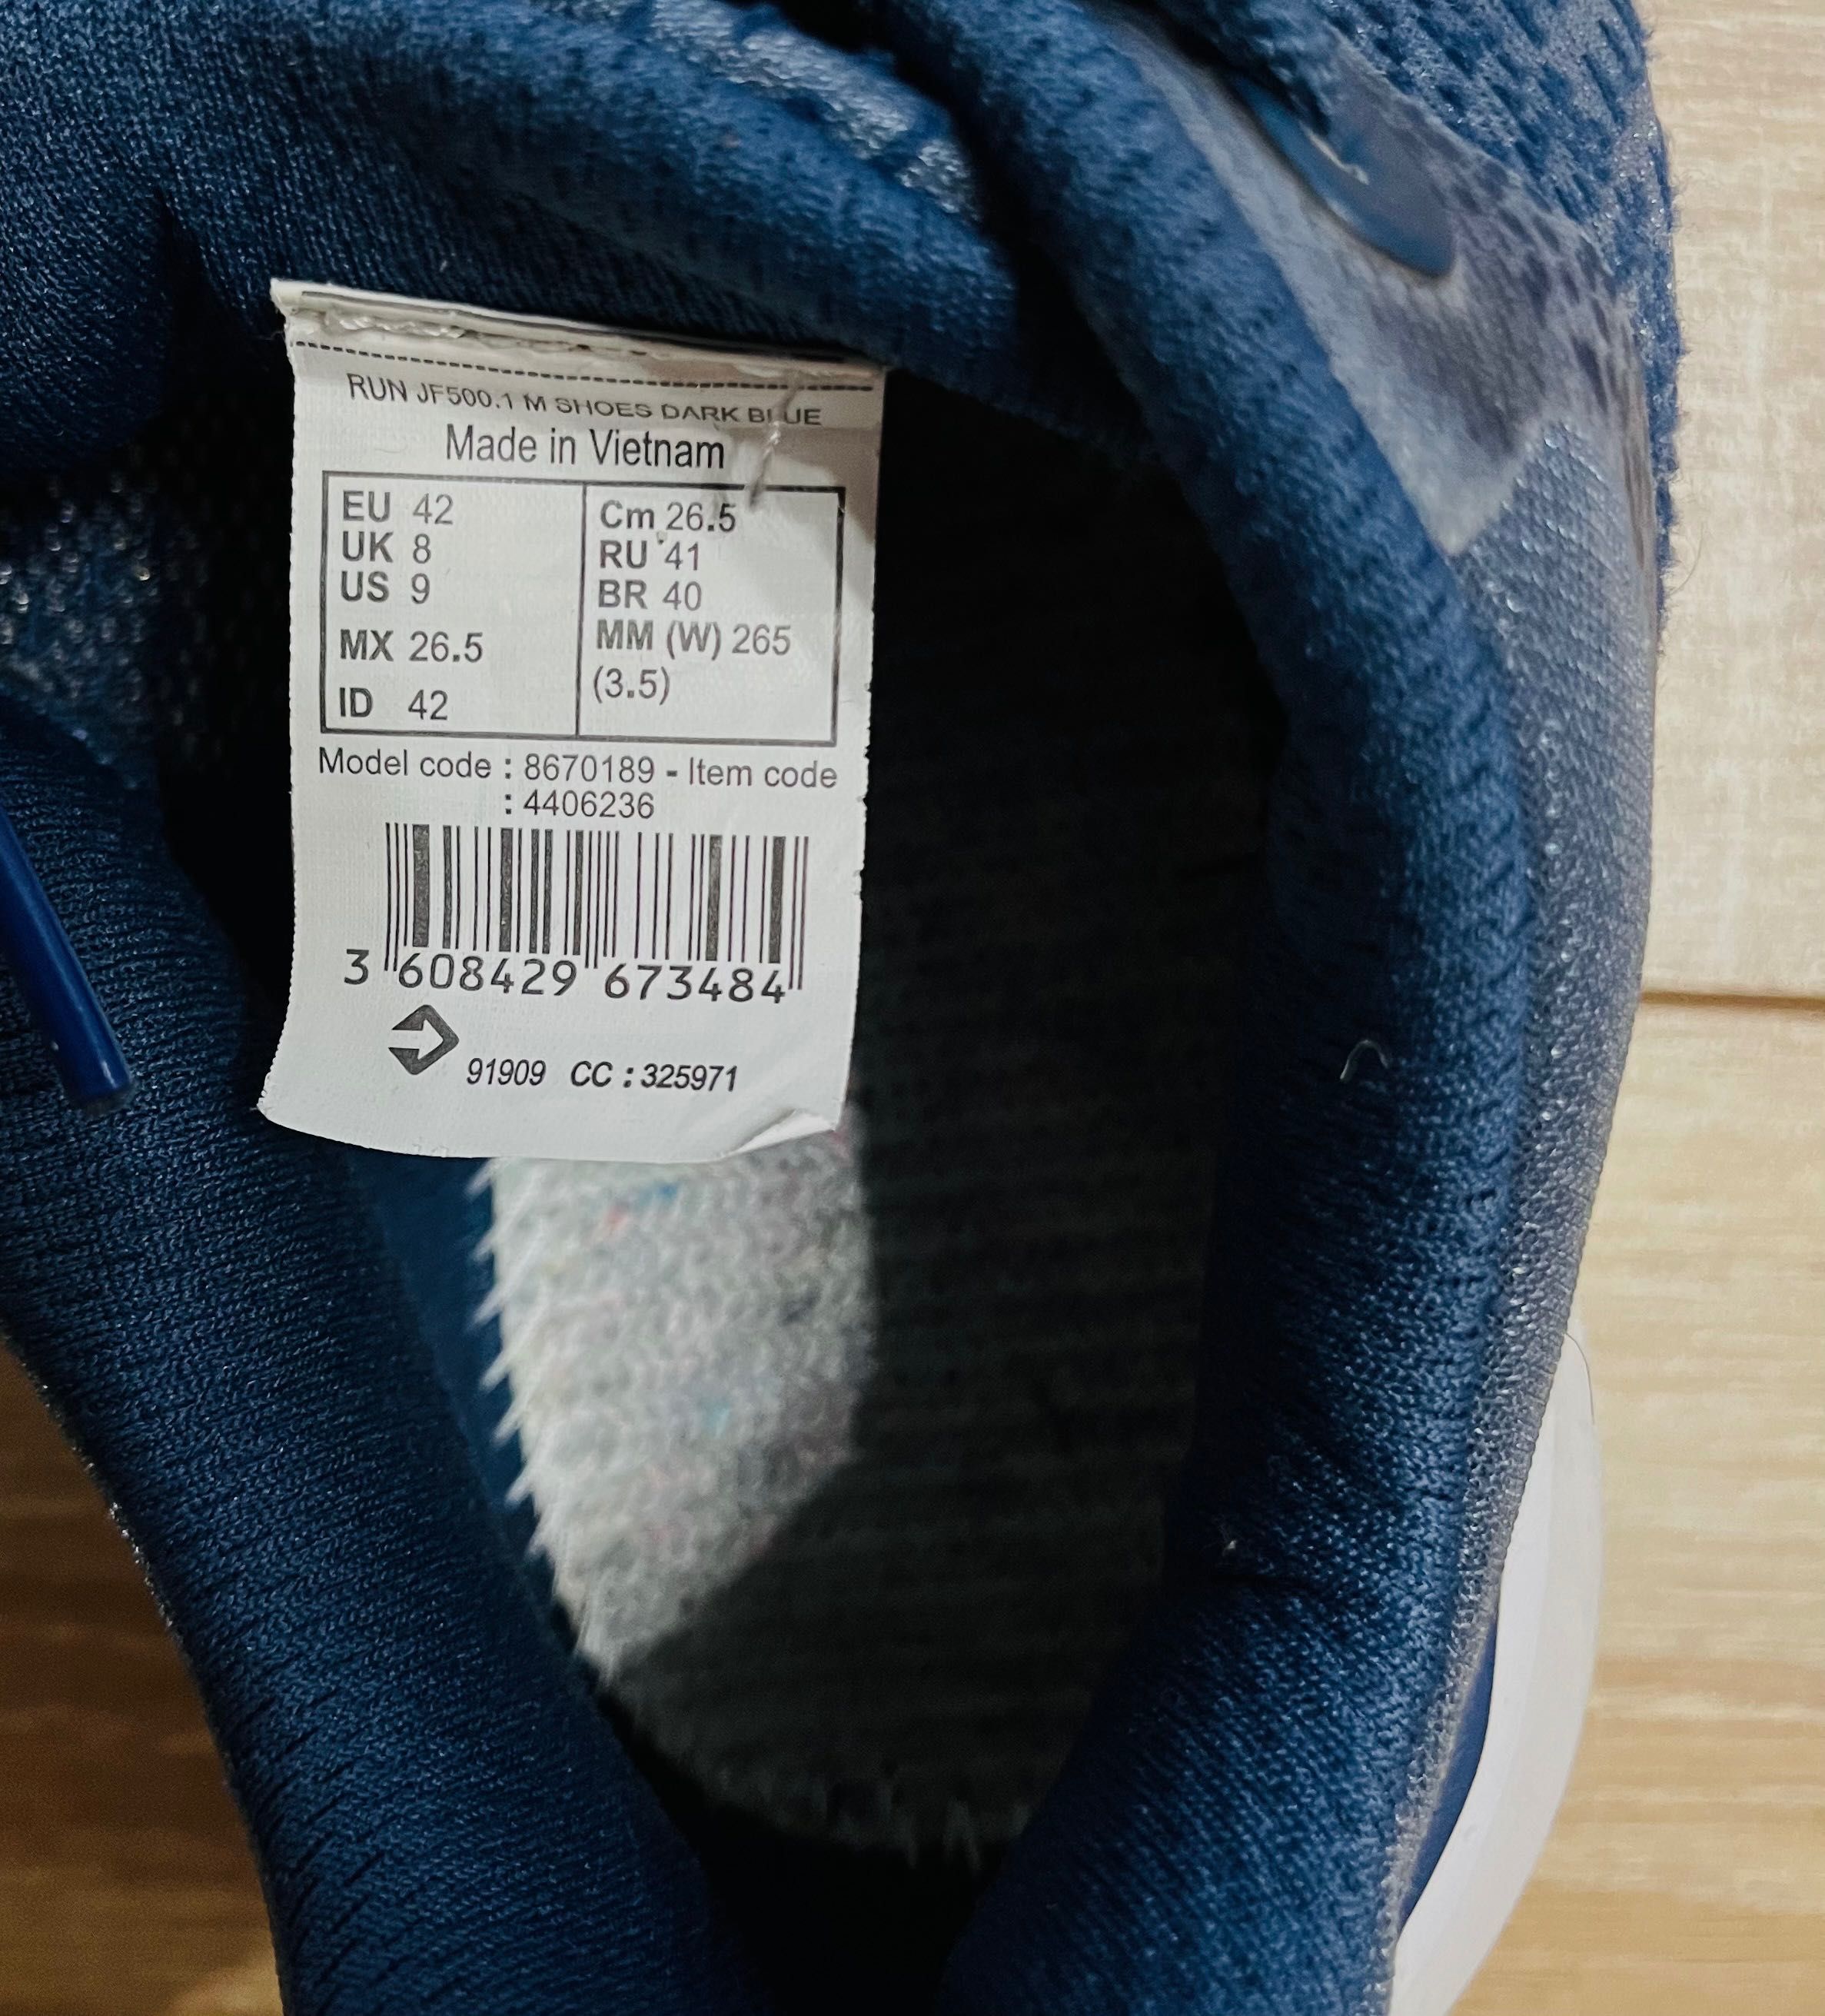 RUN JF500.1 M SHOES DARK BLUE
Made in Vietnam
EU 42
UK 8
US 9
MX 26.5
ID 42
Cm 26.5
RU 41
BR 40
MM (W) 265
(3.5)
Model code : 8670189 - Item code
: 4406236
3 608429 673484
91909 CC : 325971